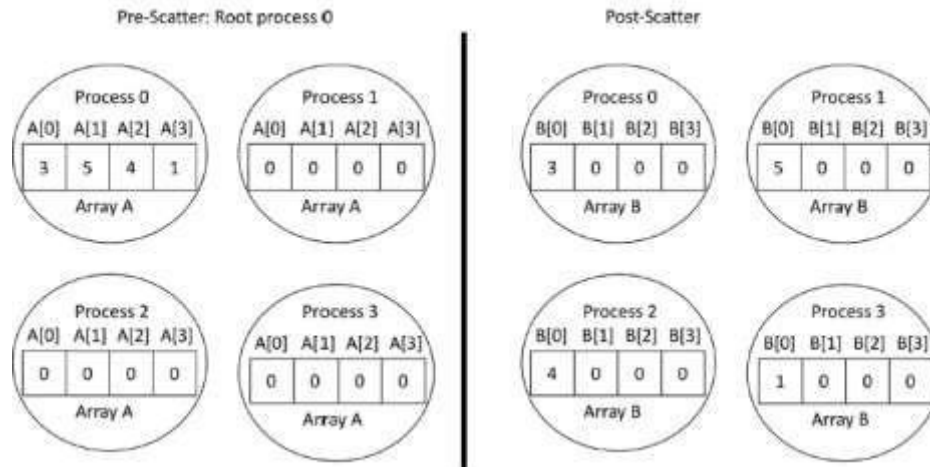 Pre-Scatter: Root process 0
Post-Scatter
Process 0
A[0] A[1] A[2] A[3]
3 5 4 1
Array A
Process 1
A[0] A[1] A[2] A[3]
0 0 0 0
Array A
Process 2
A[0] A[1] A[2] A[3]
0 0 0 0
Array A
Process 3
A[0] A[1] A[2] A[3]
0 0 0 0
Array A
Process 0
B[0] B[1] B[2] B[3]
3 0 0 0
Array B
Process 1
B[0] B[1] B[2] B[3]
5 0 0 0
Array B
Process 2
B[0] B[1] B[2] B[3]
4 0 0 0
Array B
Process 3
B[0] B[1] B[2] B[3]
1 0 0 0
Array B